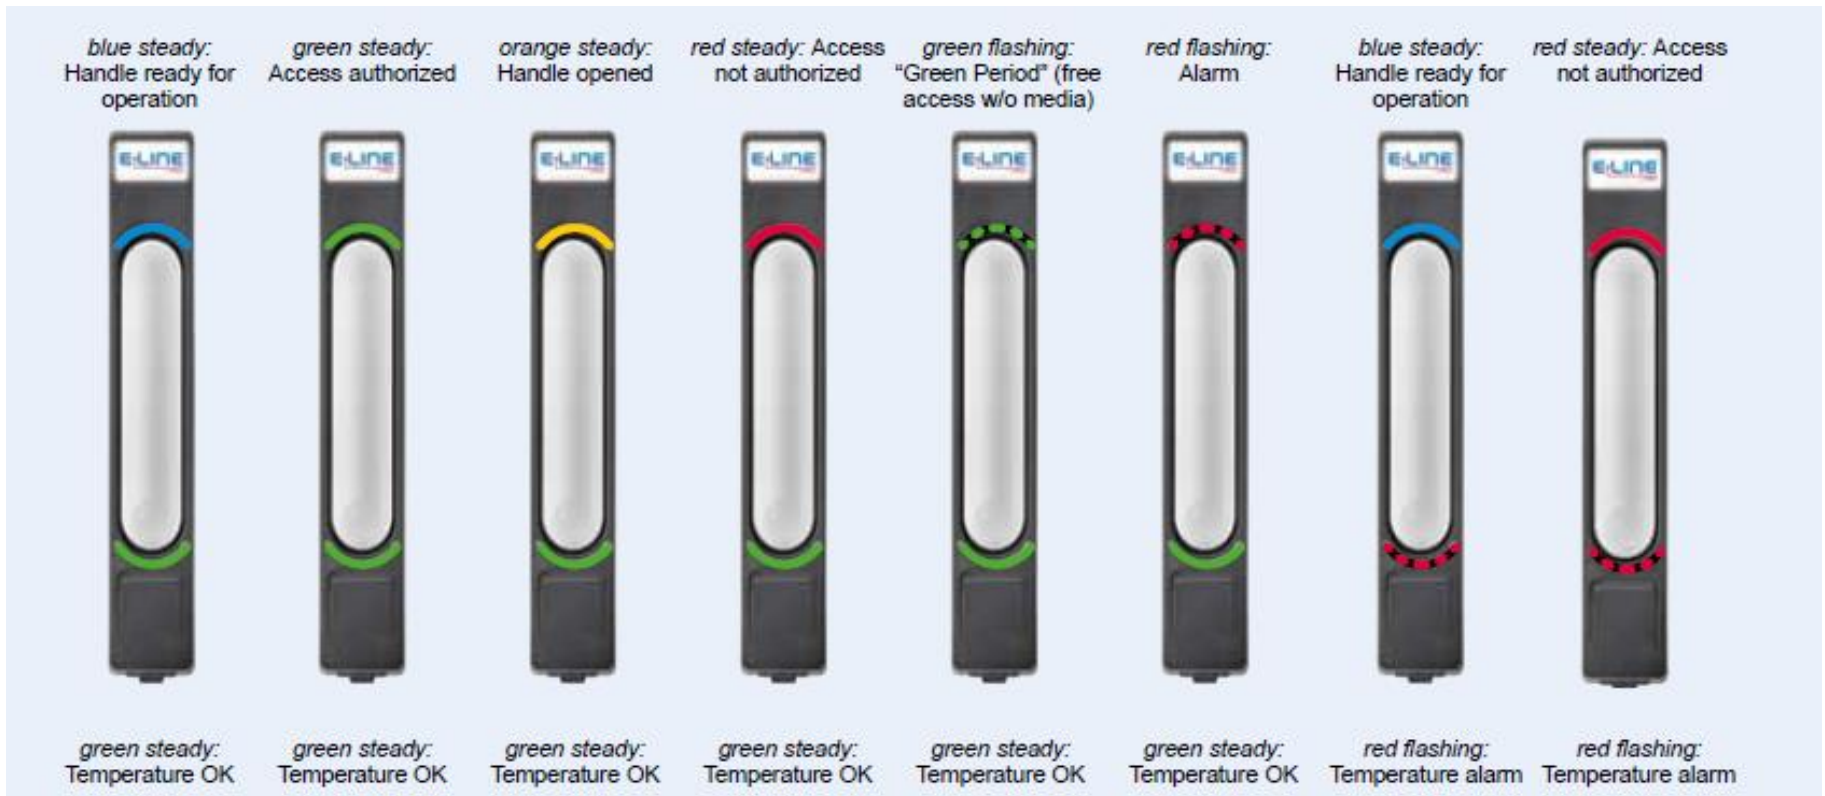 blue steady:
Handle ready for
operation
green steady:
Access authorized
orange steady:
Handle opened
red steady: Access
not authorized
green flashing:
“Green Period” (free
access w/o media)
red flashing:
Alarm
blue steady:
Handle ready for
operation
red steady: Access
not authorized
E-LINE
E-LINE
E-LINE
E-LINE
E-LINE
E-LINE
E-LINE
E-LINE
green steady:
Temperature OK
green steady:
Temperature OK
green steady:
Temperature OK
green steady:
Temperature OK
green steady:
Temperature OK
green steady:
Temperature OK
red flashing:
Temperature alarm
red flashing:
Temperature alarm